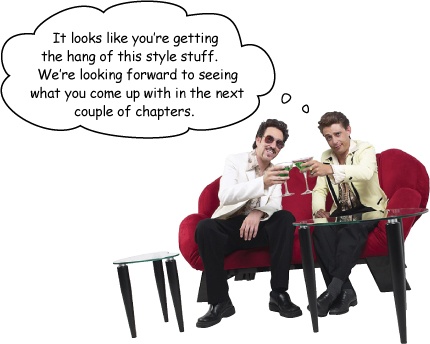 It looks like you're getting
the hang of this style stuff.
We're looking forward to seeing
what you come up with in the next
couple of chapters.